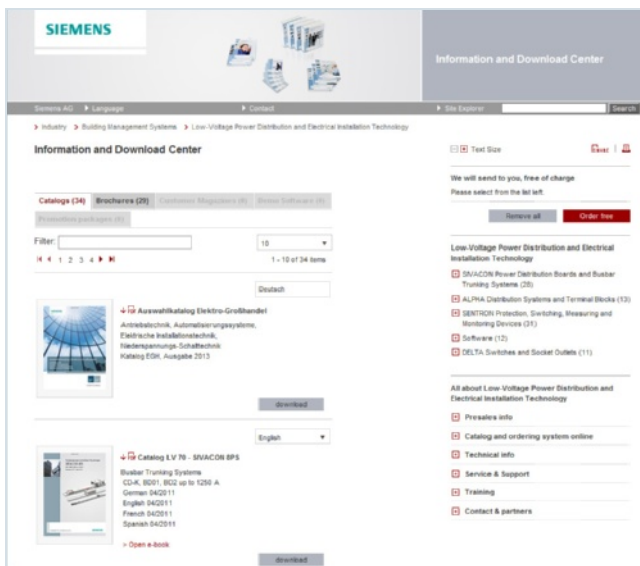 SIEMENS
Information and Download Center
Siemens AG Language Contact Site Explorer Search
Industry Building Management Systems Low-Voltage Power Distribution and Electrical Installation Technology
Information and Download Center
Text Size
Catalogs (34) Brochures (29) Customer Magazines (6) Demo Software (6)
Promotion packages (6)
Filter:
10
1 2 3 4
1 - 10 of 34 items
Deutsch
Auswahlkatalog Elektro-Großhandel
Antriebstechnik, Automatisierungssysteme,
Elektrische Installationstechnik,
Niederspannungs-Schalttechnik
Katalog EGH, Ausgabe 2013
download
English
Catalog LV 70 - SIVACON 8PS
Busbar Trunking Systems
CD-K, BD01, BD2 up to 1250 A
German 04/2011
English 04/2011
French 04/2011
Spanish 04/2011
» Open e-book
download
We will send to you, free of charge
Please select from the list left.
Remove all Order free
Low-Voltage Power Distribution and Electrical
Installation Technology
SIVACON Power Distribution Boards and Busbar
Trunking Systems (28)
ALPHA Distribution Systems and Terminal Blocks (13)
SENTRON Protection, Switching, Measuring and
Monitoring Devices (31)
Software (12)
DELTA Switches and Socket Outlets (11)
All about Low-Voltage Power Distribution and
Electrical Installation Technology
Presales info
Catalog and ordering system online
Technical info
Service & Support
Training
Contact & partners